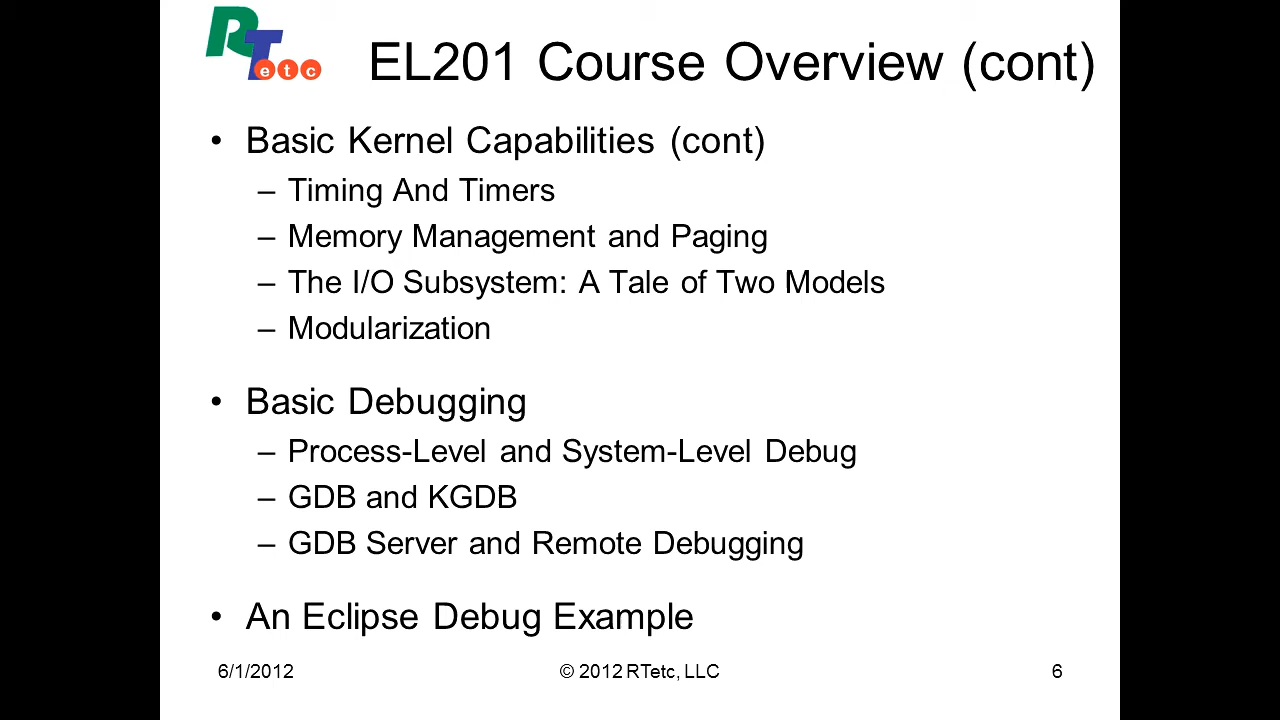 RT etc
EL201 Course Overview (cont)
• Basic Kernel Capabilities (cont)
– Timing And Timers
– Memory Management and Paging
– The I/O Subsystem: A Tale of Two Models
– Modularization
• Basic Debugging
– Process-Level and System-Level Debug
– GDB and KGDB
– GDB Server and Remote Debugging
• An Eclipse Debug Example
6/1/2012
© 2012 RTetc, LLC
6